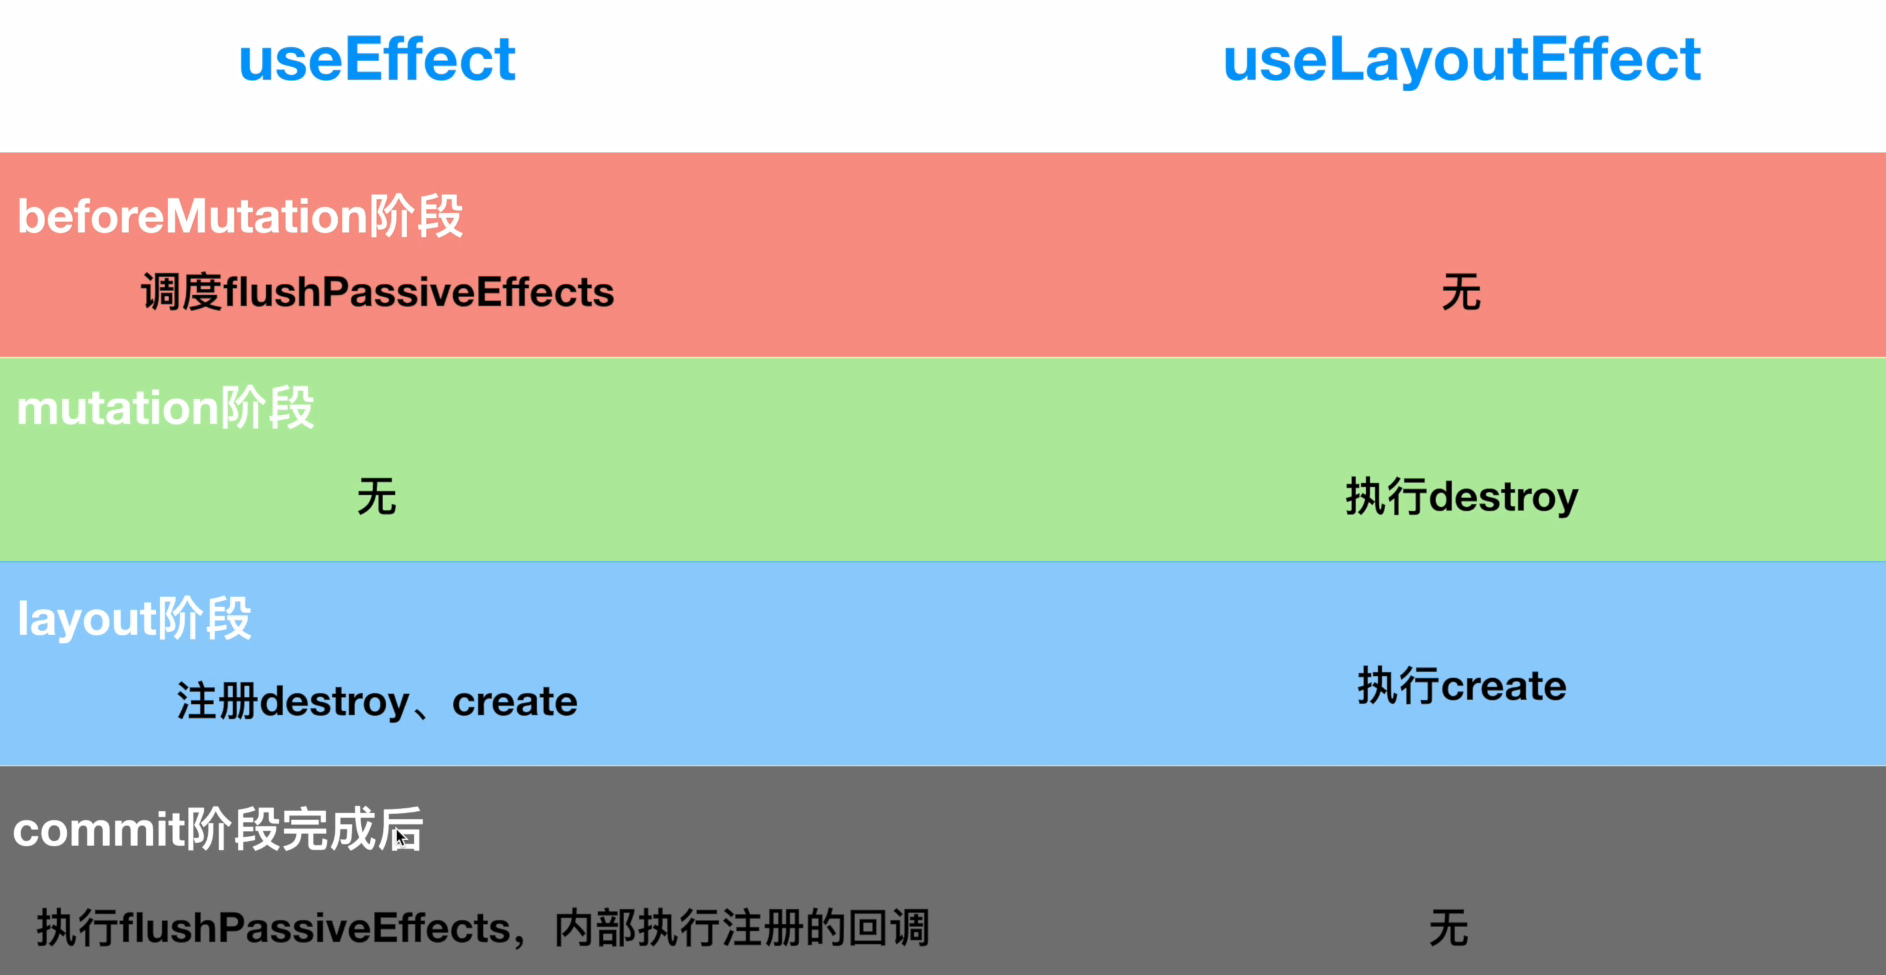 useEffect
useLayoutEffect
beforeMutation阶段
调度flushPassiveEffects
无
mutation阶段
无
执行destroy
layout阶段
注册destroy、create
执行create
commit阶段完成后
执行flushPassiveEffects，内部执行注册的回调
无